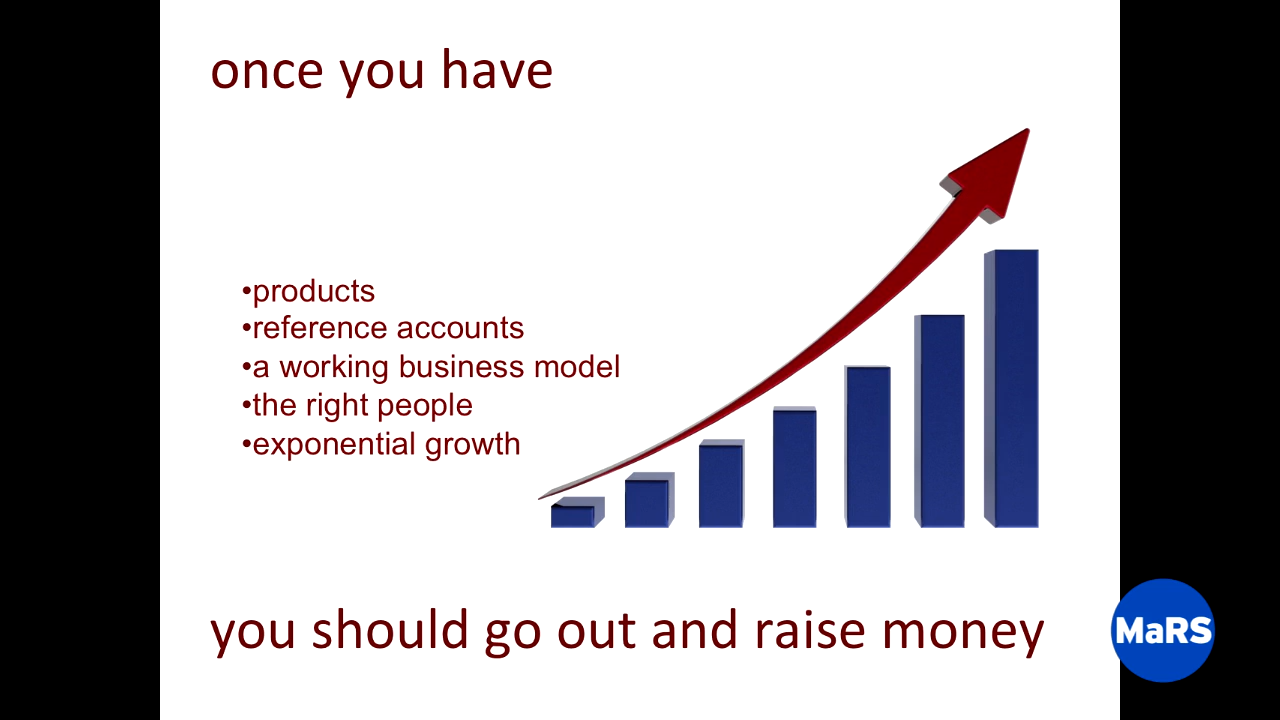 once you have
•products
•reference accounts
•a working business model
•the right people
•exponential growth
you should go out and raise money
MaRS